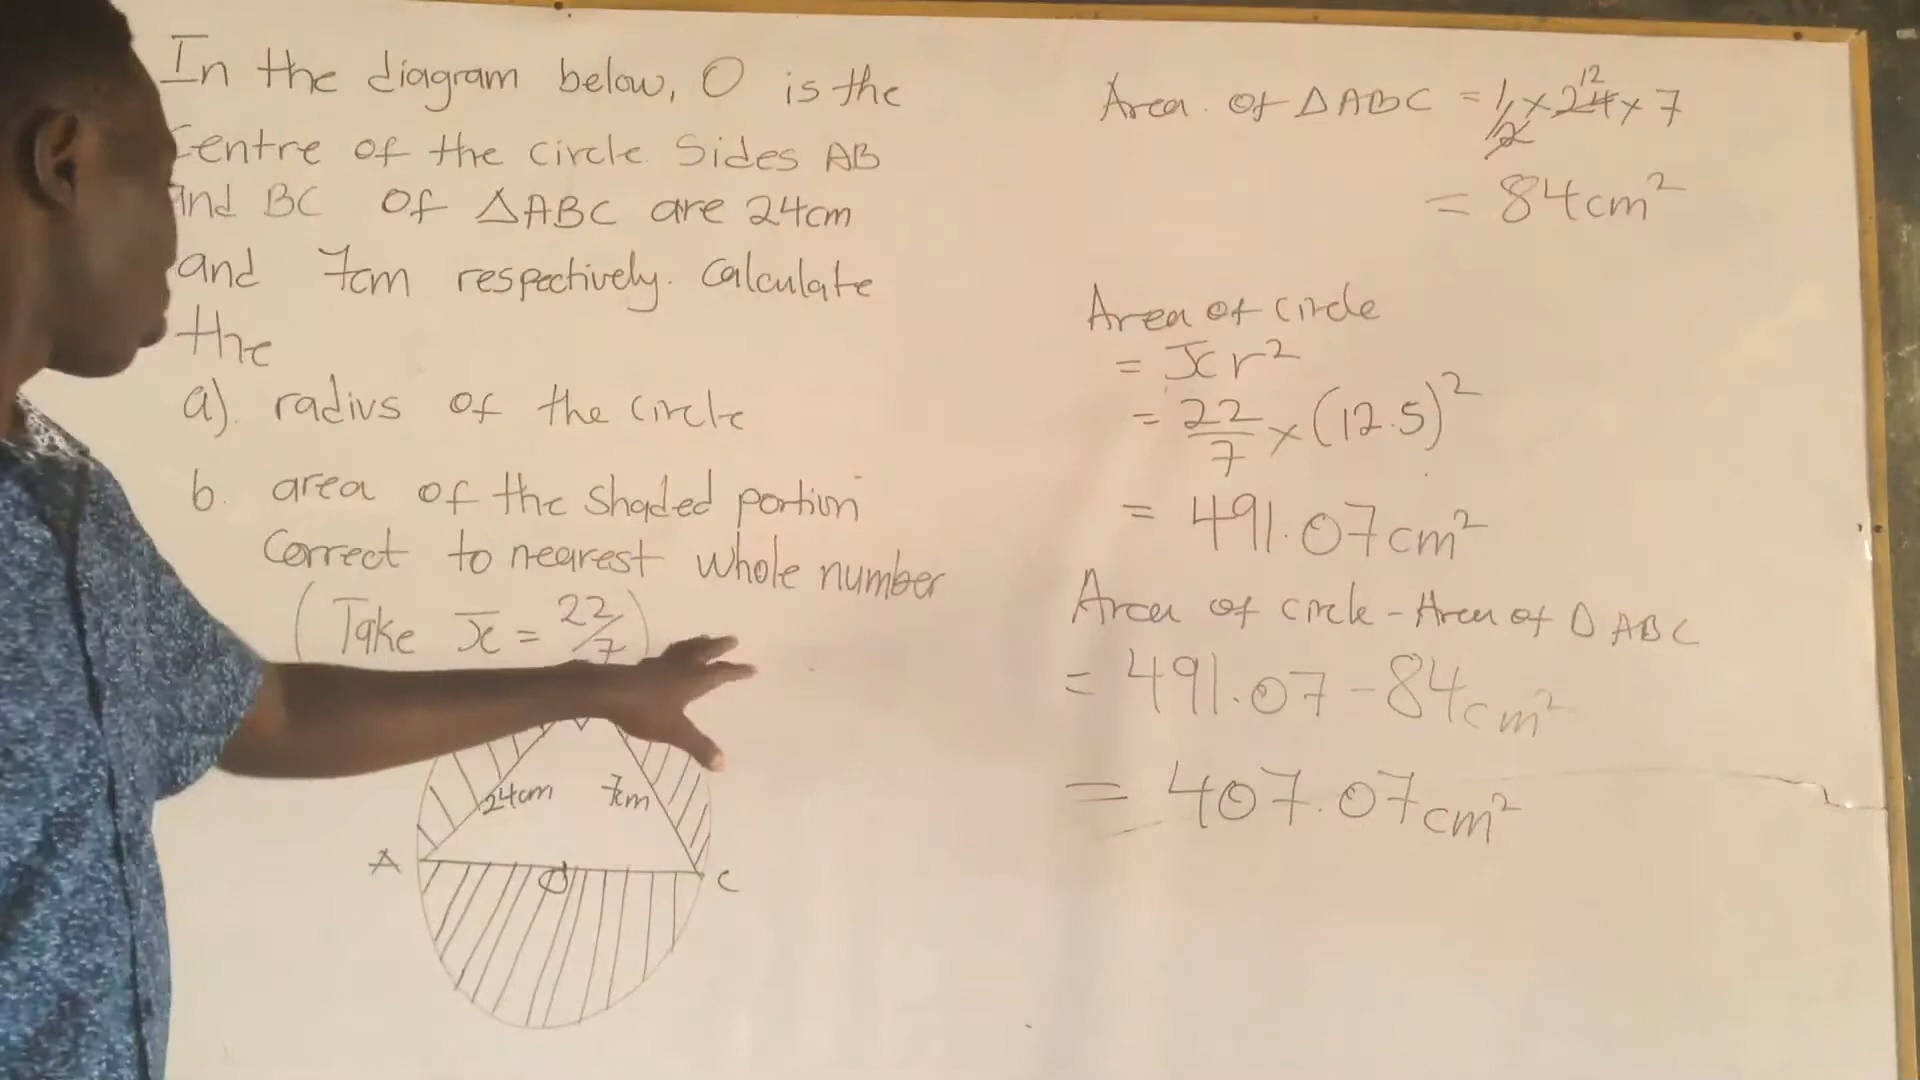 In the diagram below, O is the
Centre of the circle. Sides AB
and BC of △ABC are 24cm
and 7cm respectively. Calculate
the
a). radius of the circle
b. area of the shaded portion
Correct to nearest whole number
(Take π = 22/7)
24cm 7cm
A O C
Area of △ABC = 1/2 × 24 × 7
12
= 84cm²
Area of circle
= πr²
= 22/7 × (12.5)²
= 491.07cm²
Area of circle - Area of △ABC
= 491.07 - 84cm²
= 407.07cm²